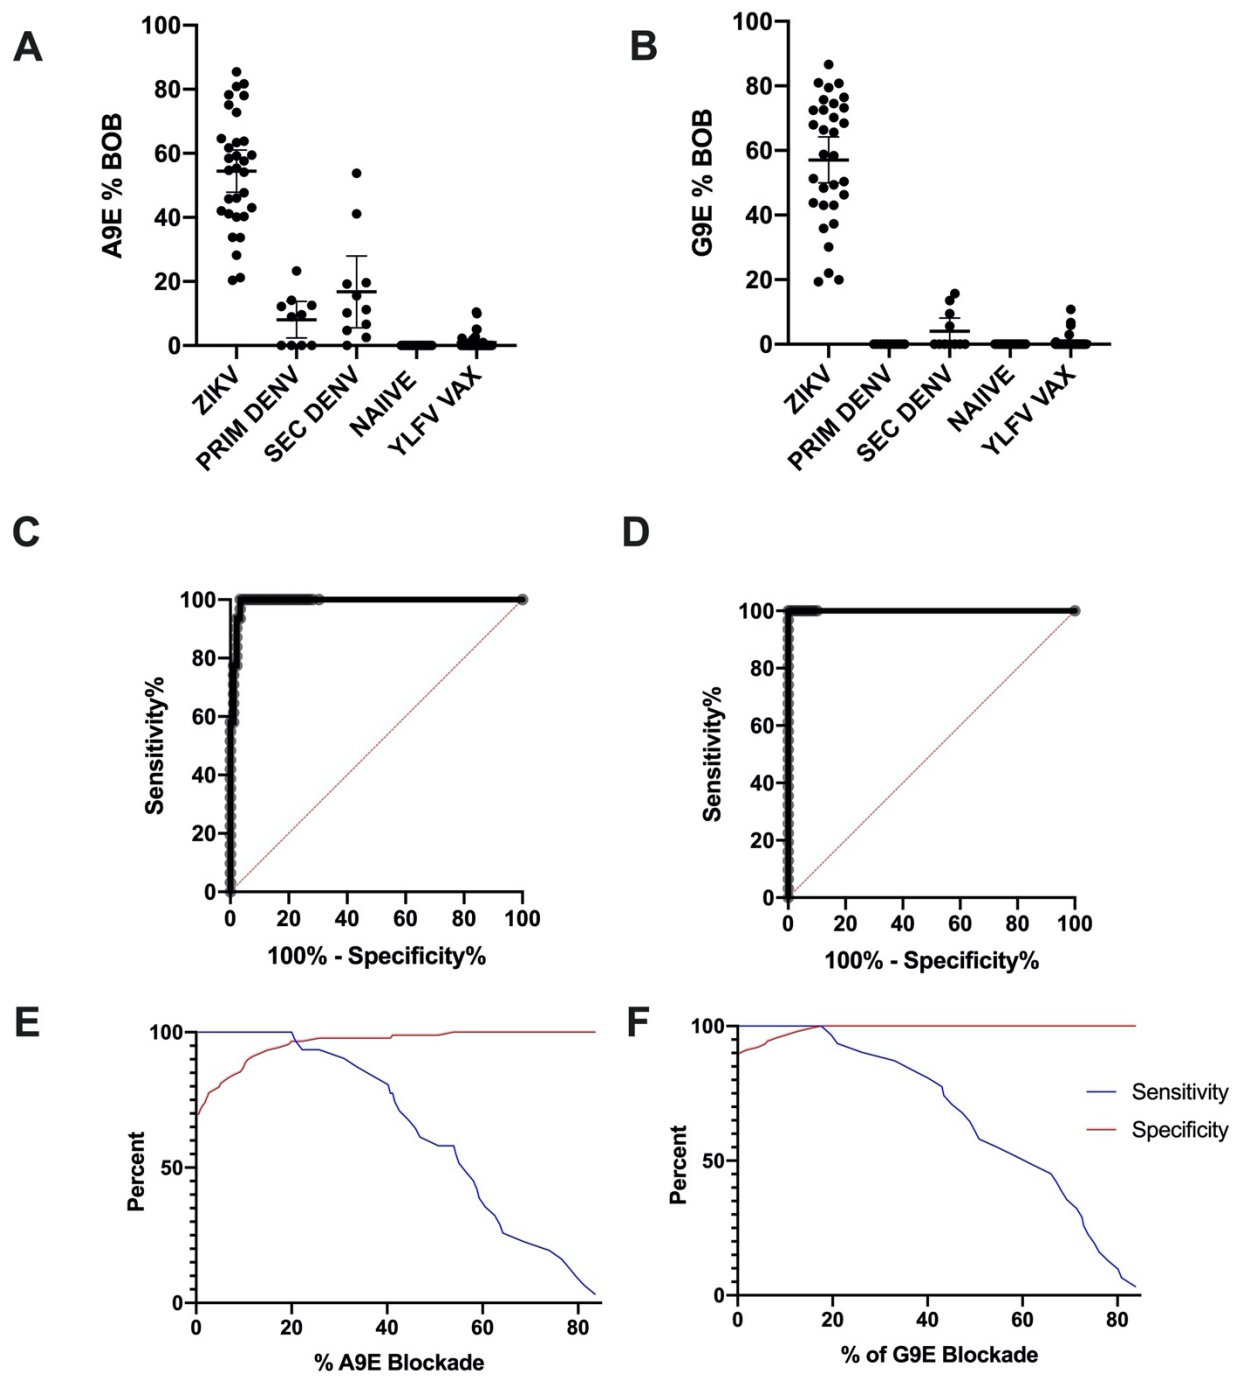 A
B
100
80
60
40
20
0
A9E % BOB
ZIKV
PRIM DENV
SEC DENV
NAIIVE
YLFV VAX
100
80
60
40
20
0
G9E % BOB
ZIKV
PRIM DENV
SEC DENV
NAIIVE
YLFV VAX
C
D
100
80
60
40
20
0
Sensitivity%
0 20 40 60 80 100
100% - Specificity%
100
80
60
40
20
0
Sensitivity%
0 20 40 60 80 100
100% - Specificity%
E
F
100
50
0
Percent
0 20 40 60 80
% A9E Blockade
100
50
0
Percent
0 20 40 60 80
% of G9E Blockade
Sensitivity
Specificity